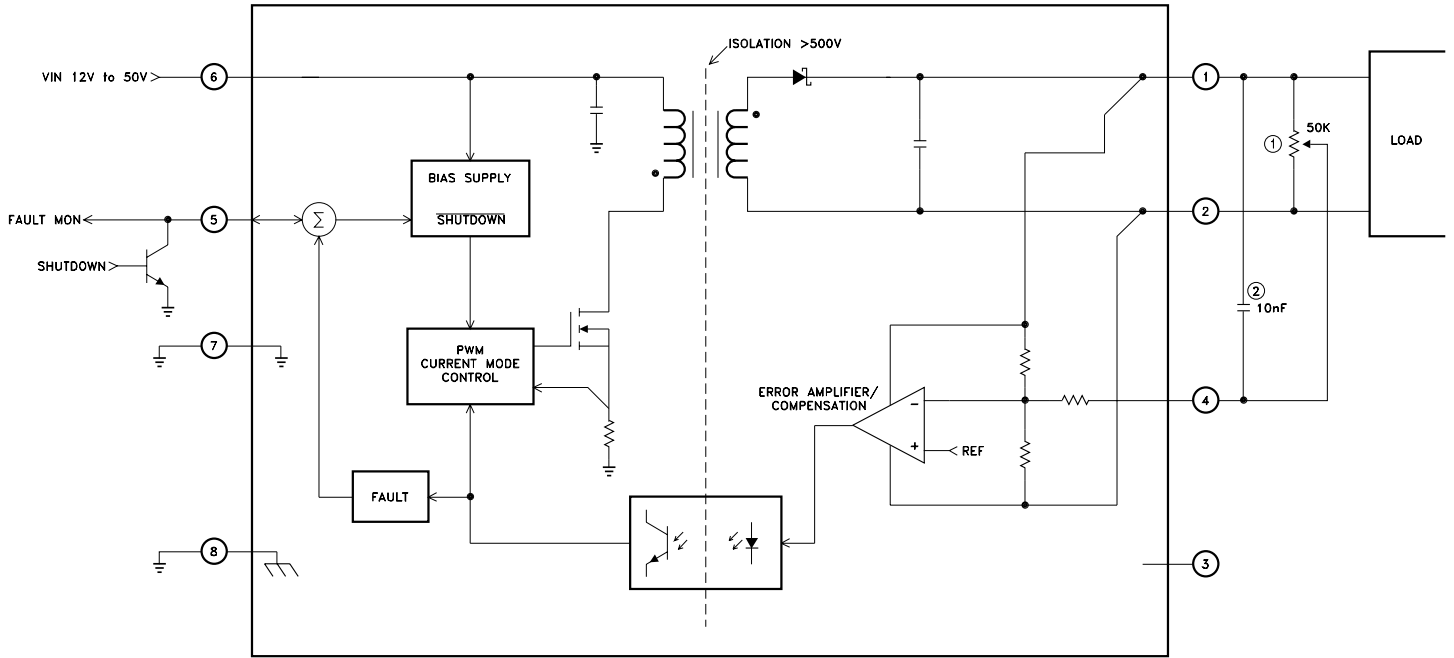 ISOLATION >500V
VIN 12V to 50V
6
1
50K
1
LOAD
BIAS SUPPLY
SHUTDOWN
FAULT MON
5
Σ
2
SHUTDOWN
2
10nF
7
PWM
CURRENT MODE
CONTROL
ERROR AMPLIFIER/
COMPENSATION
-
+
REF
4
FAULT
8
3